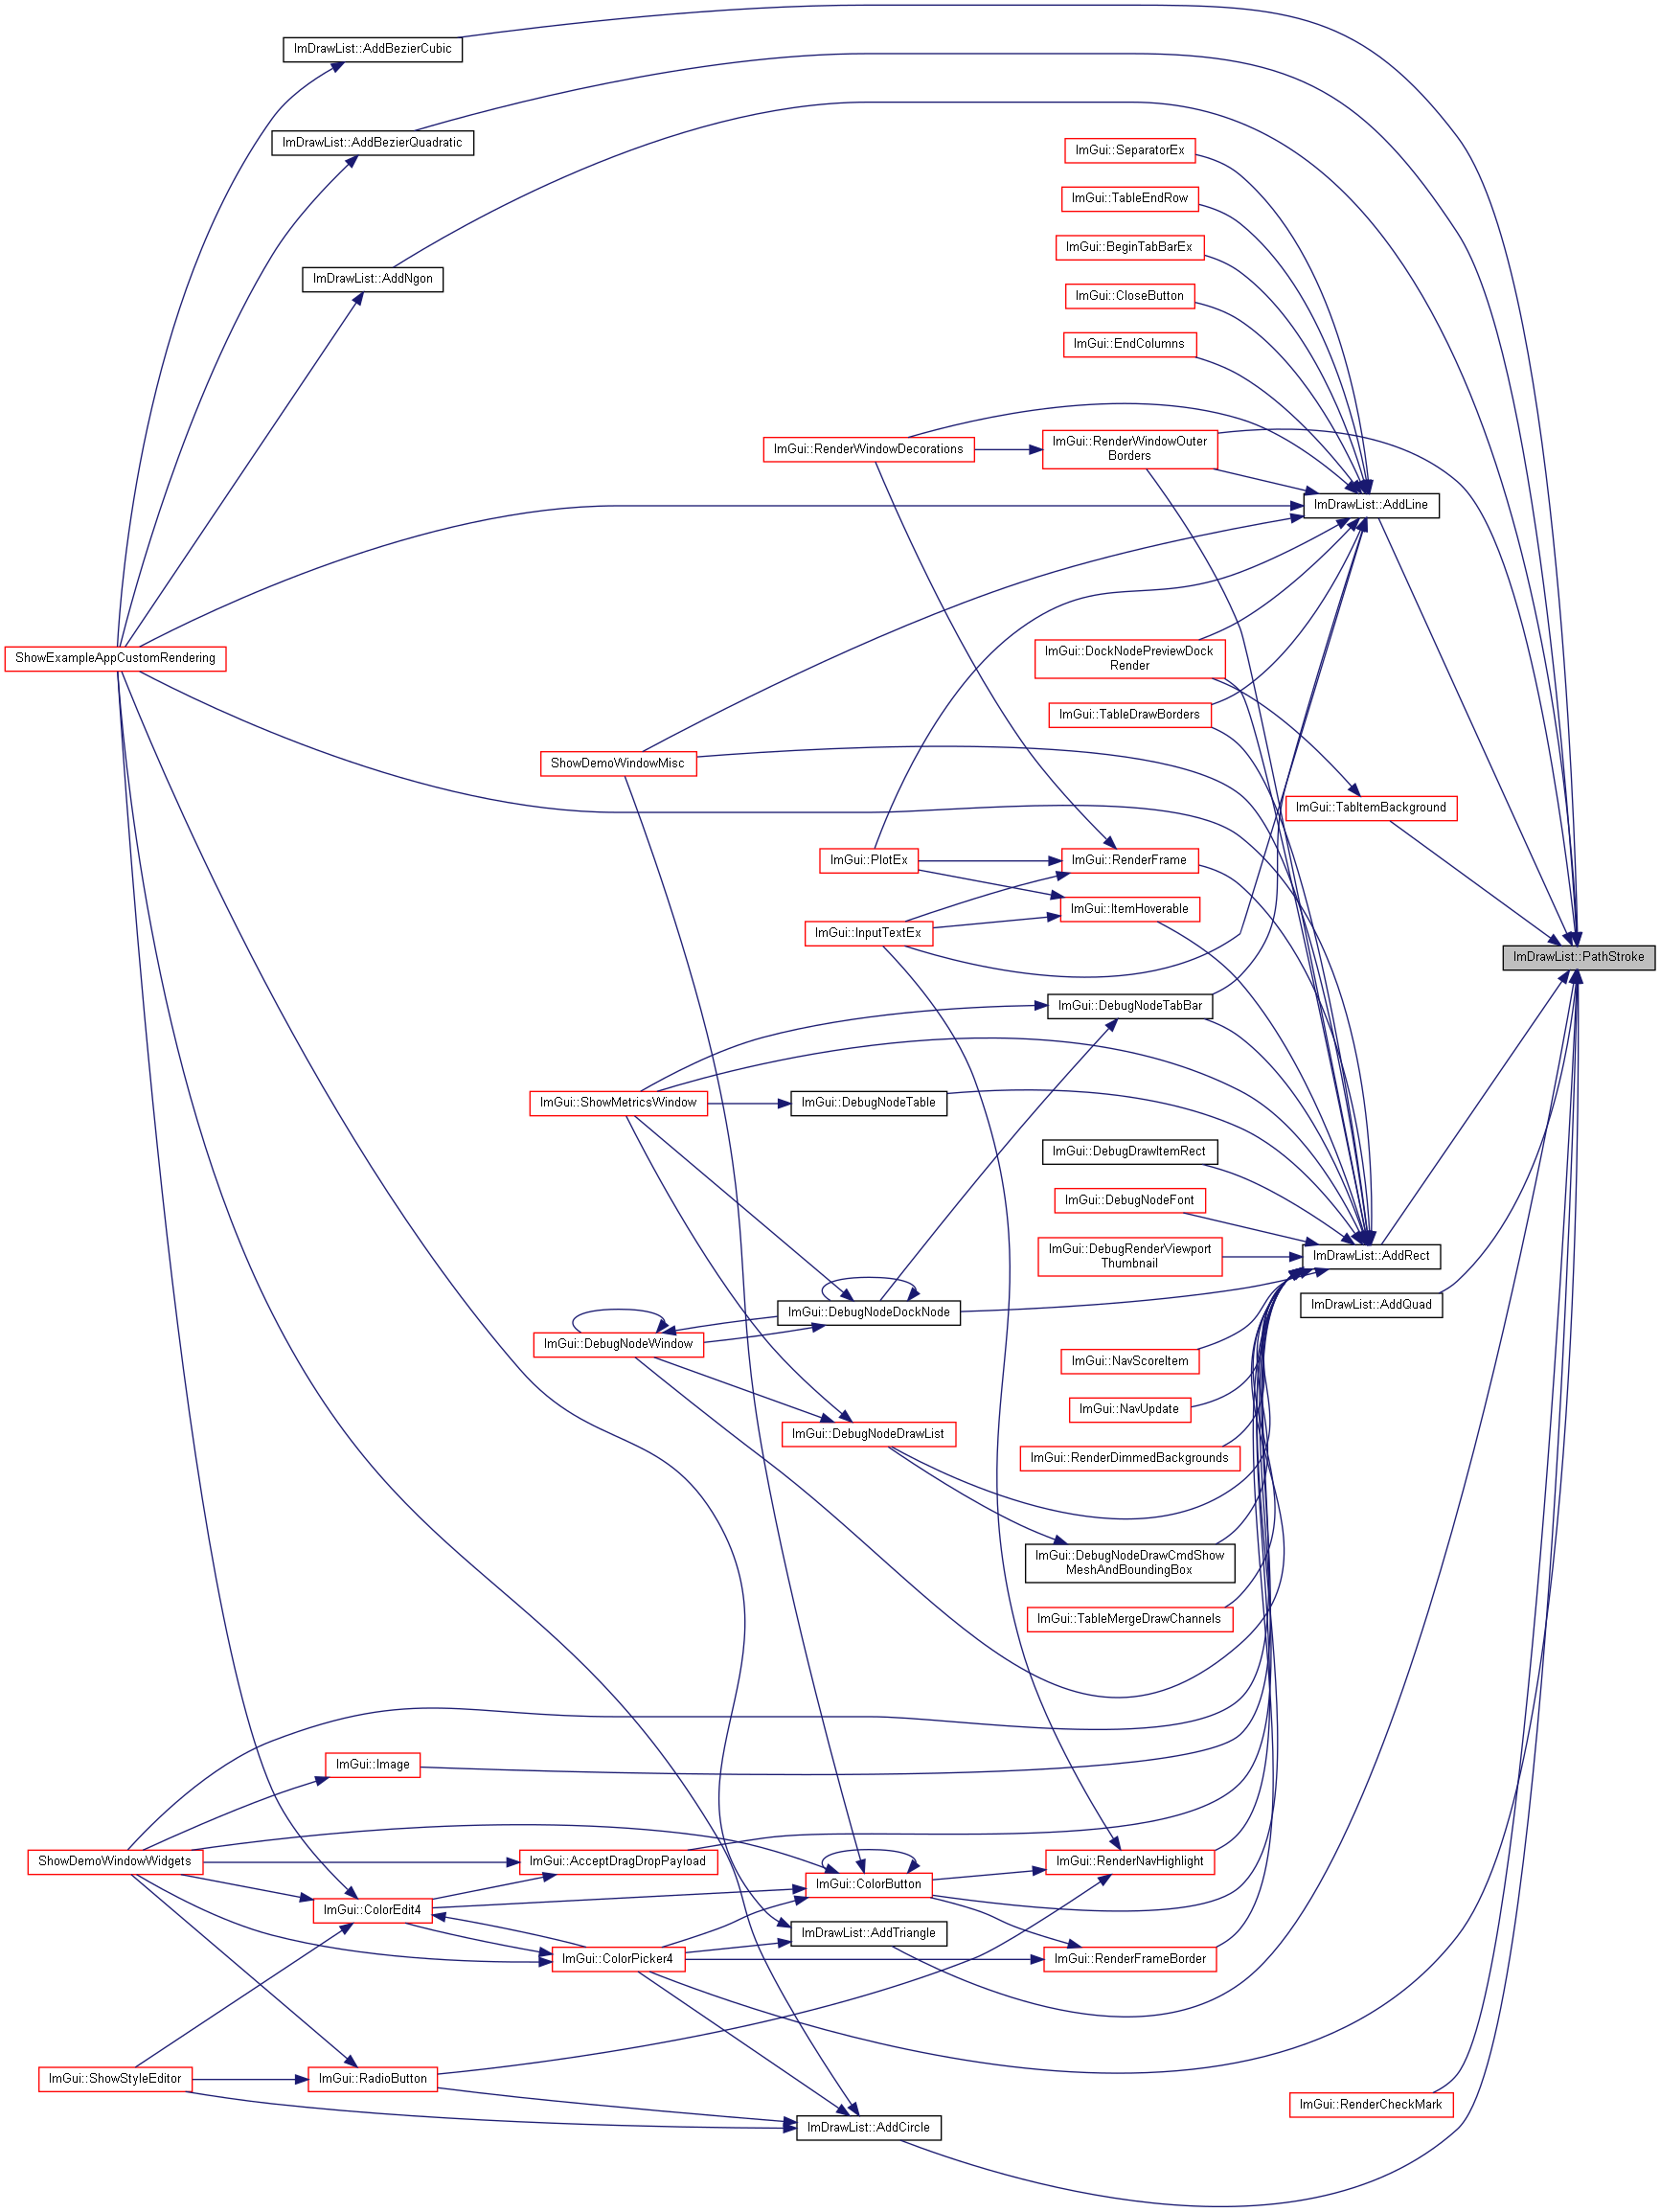 ImDrawList::AddBezierCubic
ImDrawList::AddBezierQuadratic
ImGui::SeparatorEx
ImGui::TableEndRow
ImGui::BeginTabBarEx
ImDrawList::AddNgon
ImGui::CloseButton
ImGui::EndColumns
ImGui::RenderWindowDecorations
ImGui::RenderWindowOuter
Borders
ImDrawList::AddLine
ShowExampleAppCustomRendering
ImGui::DockNodePreviewDock
Render
ImGui::TableDrawBorders
ShowDemoWindowMisc
ImGui::TabItemBackground
ImGui::PlotEx
ImGui::RenderFrame
ImGui::ItemHoverable
ImGui::InputTextEx
ImDrawList::PathStroke
ImGui::DebugNodeTabBar
ImGui::ShowMetricsWindow
ImGui::DebugNodeTable
ImGui::DebugDrawItemRect
ImGui::DebugNodeFont
ImGui::DebugRenderViewport
Thumbnail
ImDrawList::AddRect
ImDrawList::AddQuad
ImGui::DebugNodeDockNode
ImGui::DebugNodeWindow
ImGui::NavScoreItem
ImGui::NavUpdate
ImGui::DebugNodeDrawList
ImGui::RenderDimmedBackgrounds
ImGui::DebugNodeDrawCmdShow
MeshAndBoundingBox
ImGui::TableMergeDrawChannels
ImGui::Image
ShowDemoWindowWidgets
ImGui::AcceptDragDropPayload
ImGui::RenderNavHighlight
ImGui::ColorButton
ImGui::ColorEdit4
ImDrawList::AddTriangle
ImGui::ColorPicker4
ImGui::RenderFrameBorder
ImGui::ShowStyleEditor
ImGui::RadioButton
ImGui::RenderCheckMark
ImDrawList::AddCircle